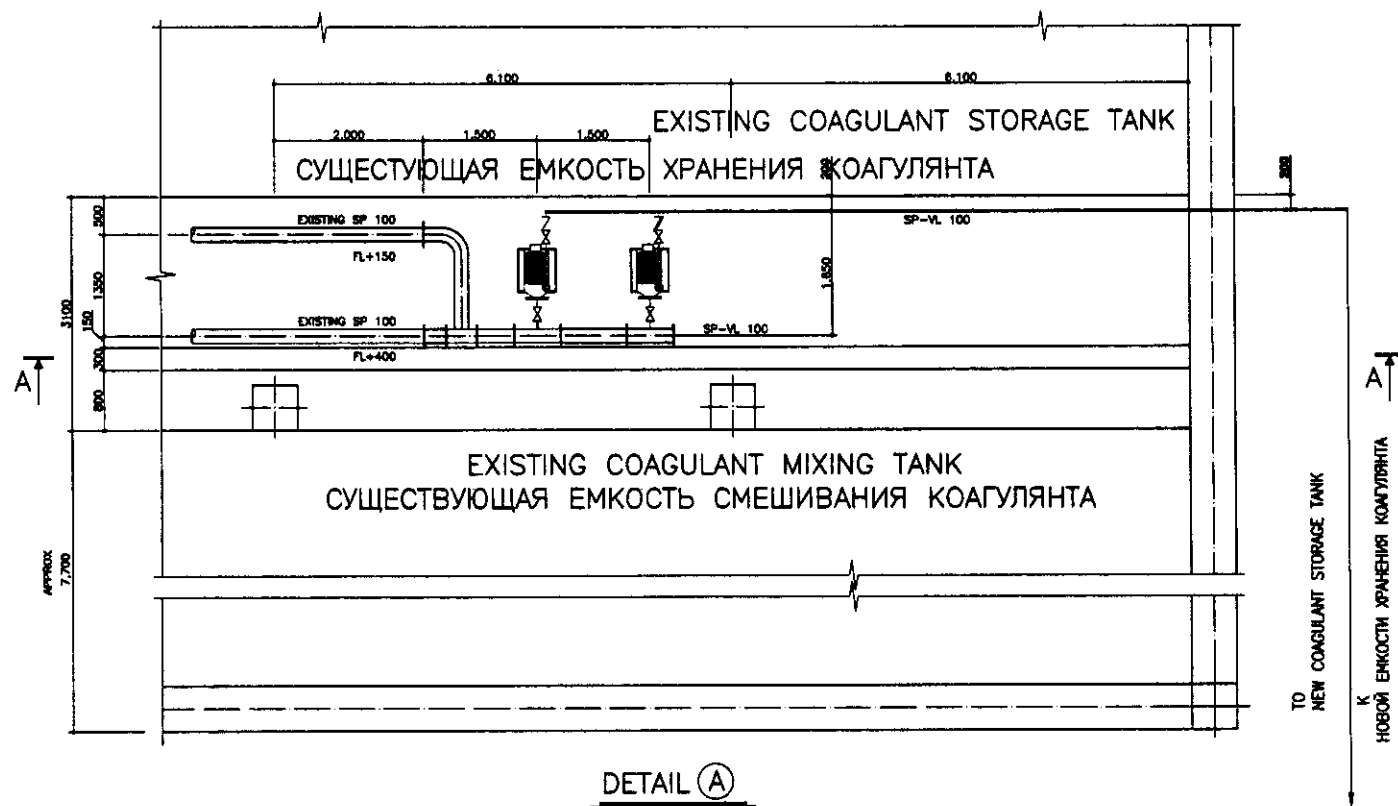 6.100
6.100
EXISTING COAGULANT STORAGE TANK
2.000
1.500
1.500
СУЩЕСТУЮЩАЯ ЕМКОСТЬ ХРАНЕНИЯ КОАГУЛЯНТА
200
200
500
EXISTING SP 100
SP-VL 100
FL+150
1350
3100
1.650
150
EXISTING SP 100
SP-VL 100
FL+400
300
A
A
800
EXISTING COAGULANT MIXING TANK
СУЩЕСТВУЮЩАЯ ЕМКОСТЬ СМЕШИВАНИЯ КОАГУЛЯНТА
APPROX
7.700
TO
NEW COAGULANT STORAGE TANK
К
НОВОЙ ЕМКОСТИ ХРАНЕНИЯ КОАГУЛЯНТА
DETAIL A